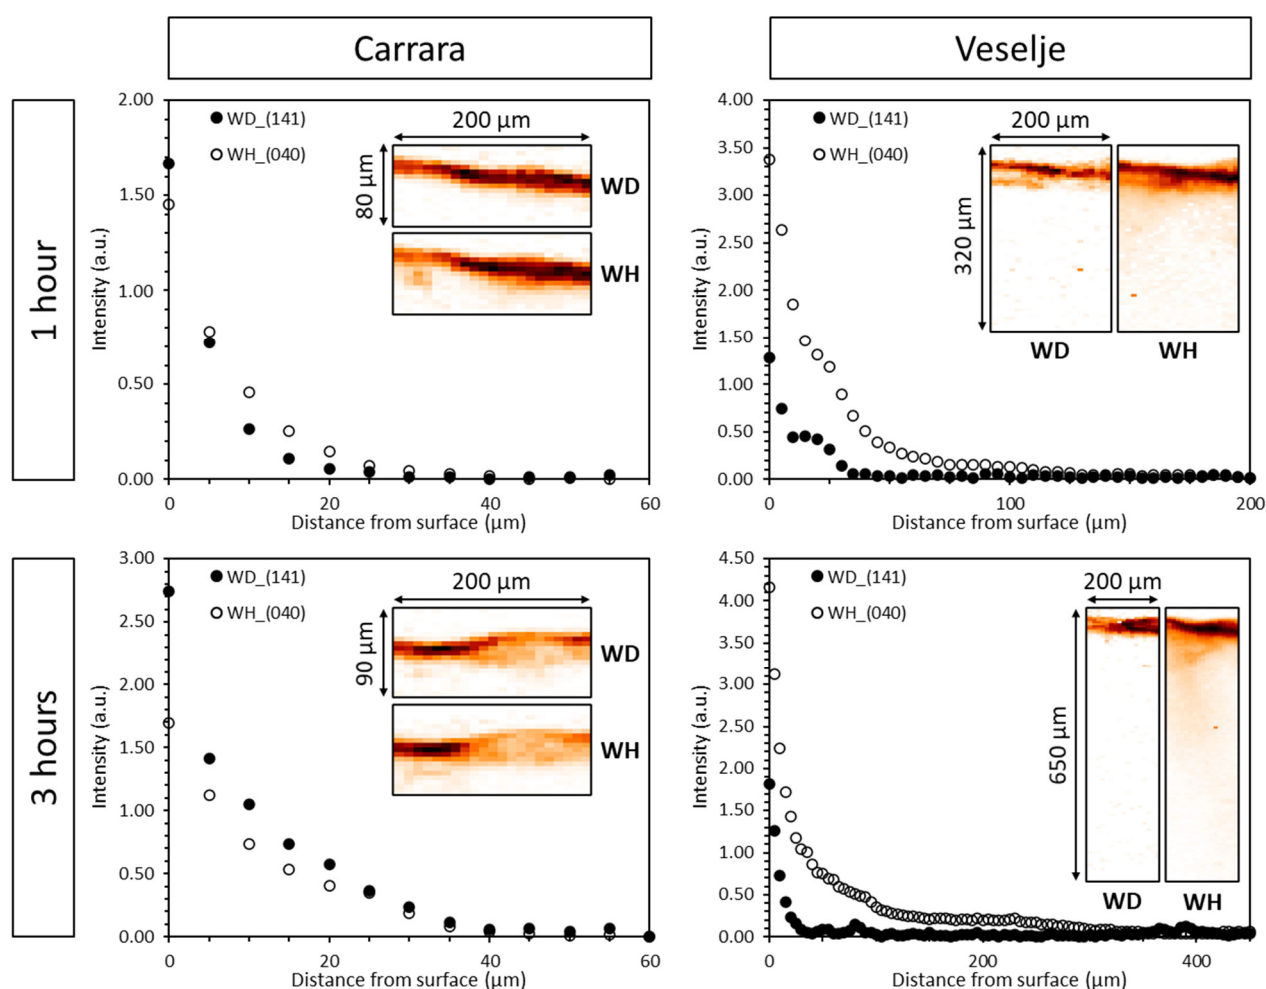 Carrara
Veselje
1 hour
2.00
1.50
1.00
0.50
0.00
Intensity (a.u.)
WD_(141)
WH_(040)
200 μm
80 μm
WD
WH
0
20
40
60
Distance from surface (μm)
4.00
3.50
3.00
2.50
2.00
1.50
1.00
0.50
0.00
Intensity (a.u.)
WD_(141)
WH_(040)
200 μm
320 μm
WD
WH
0
100
200
Distance from surface (μm)
3 hours
3.00
2.50
2.00
1.50
1.00
0.50
0.00
Intensity (a.u.)
WD_(141)
WH_(040)
200 μm
90 μm
WD
WH
0
20
40
60
Distance from surface (μm)
4.50
4.00
3.50
3.00
2.50
2.00
1.50
1.00
0.50
0.00
Intensity (a.u.)
WD_(141)
WH_(040)
200 μm
650 μm
WD
WH
0
200
400
Distance from surface (μm)